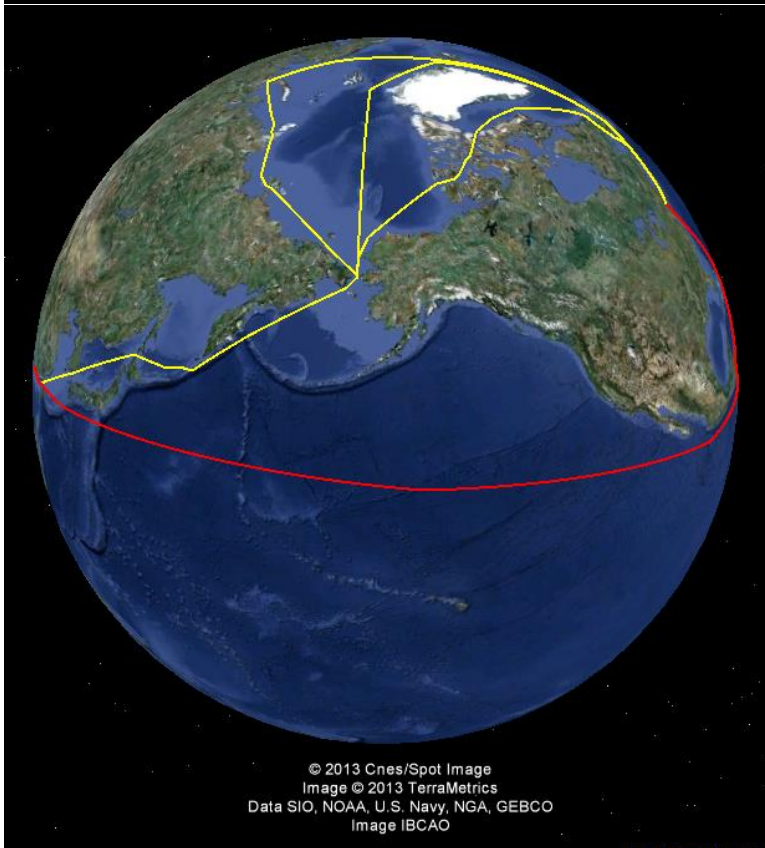 © 2013 Cnes/Spot Image
Image © 2013 TerraMetrics
Data SIO, NOAA, U.S. Navy, NGA, GEBCO
Image IBCAO